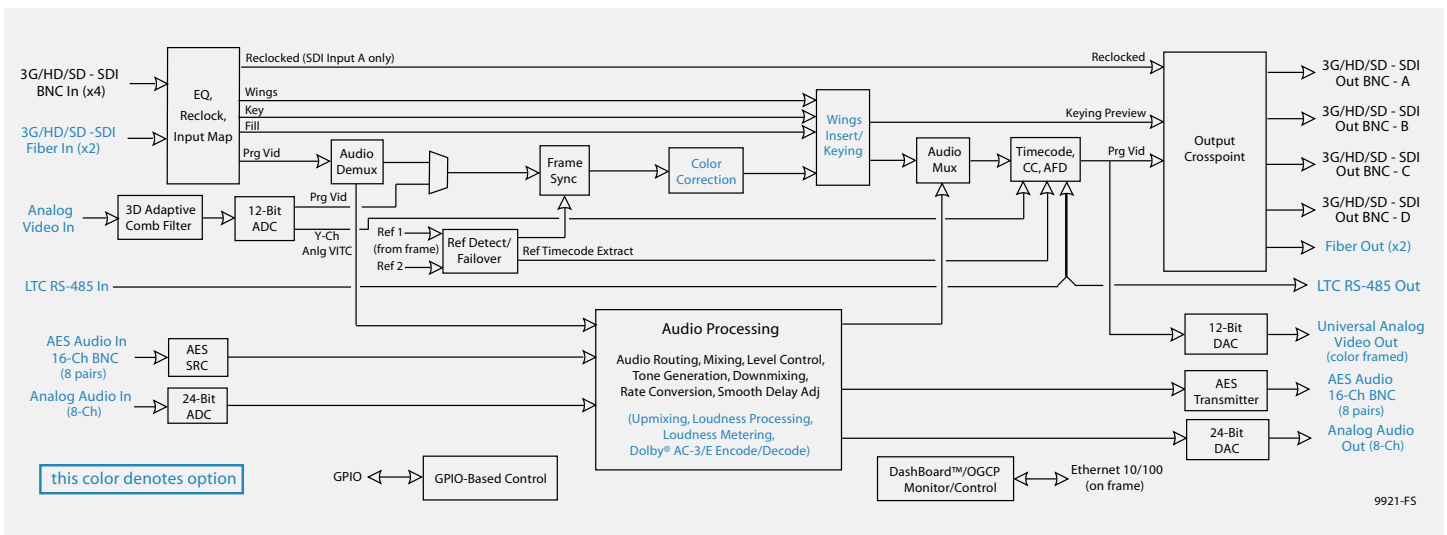 3G/HD/SD - SDI
BNC In (x4)
3G/HD/SD -SDI
Fiber In (x2)
EQ,
Reclock,
Input Map
Reclocked (SDI Input A only)
Reclocked
Wings
Key
Fill
Prg Vid
Audio
Demux
Frame
Sync
Color
Correction
Wings
Insert/
Keying
Keying Preview
Audio
Mux
Timecode,
CC, AFD
Prg Vid
Output
Crosspoint
3G/HD/SD - SDI
Out BNC - A
3G/HD/SD - SDI
Out BNC - B
3G/HD/SD - SDI
Out BNC - C
3G/HD/SD - SDI
Out BNC - D
Fiber Out (x2)
Analog
Video In
3D Adaptive
Comb Filter
12-Bit
ADC
Prg Vid
Y-Ch
Anlg VITC
Ref 1
(from frame)
Ref 2
Ref Detect/
Failover
Ref Timecode Extract
LTC RS-485 In
LTC RS-485 Out
AES Audio In
16-Ch BNC
(8 pairs)
AES
SRC
Analog Audio In
(8-Ch)
24-Bit
ADC
Audio Processing
Audio Routing, Mixing, Level Control,
Tone Generation, Downmixing,
Rate Conversion, Smooth Delay Adj
(Upmixing, Loudness Processing,
Loudness Metering,
Dolby® AC-3/E Encode/Decode)
12-Bit
DAC
Universal Analog
Video Out
(color framed)
AES
Transmitter
AES Audio
16-Ch BNC
(8 pairs)
24-Bit
DAC
Analog Audio
Out (8-Ch)
this color denotes option
GPIO
GPIO-Based Control
DashBoard™/OGCP
Monitor/Control
Ethernet 10/100
(on frame)
9921-FS